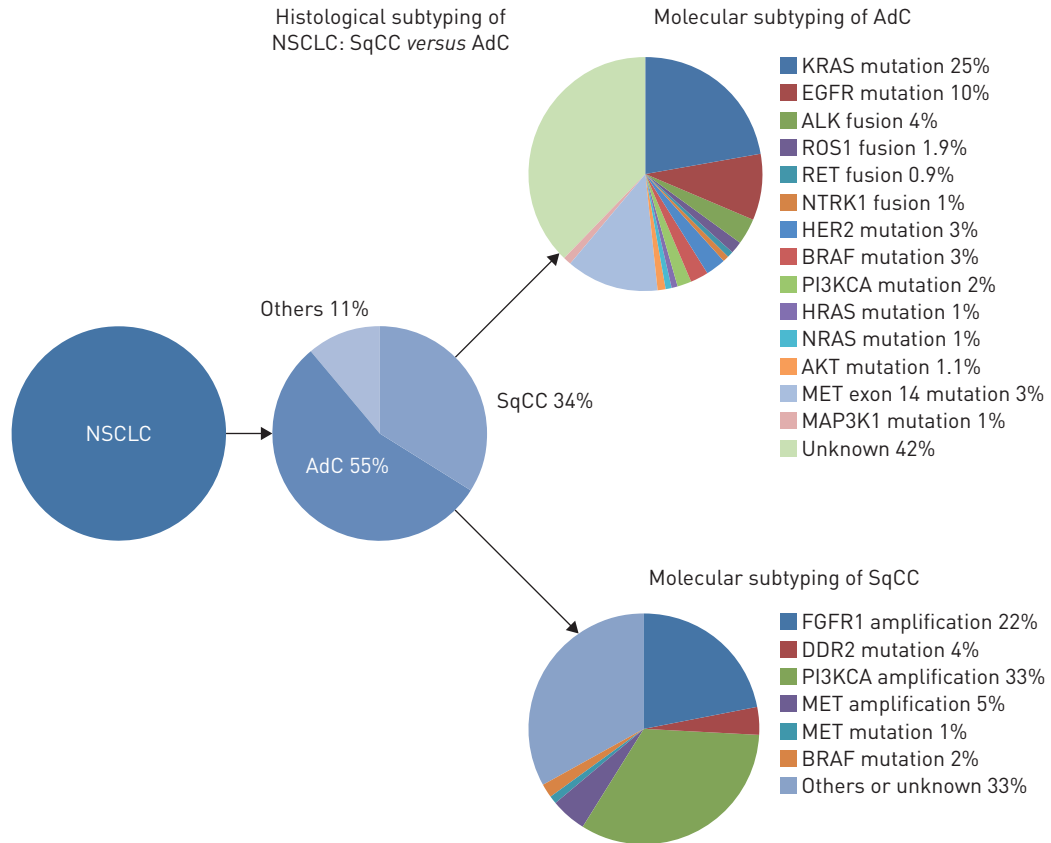 Histological subtyping of
NSCLC: SqCC versus AdC
Molecular subtyping of AdC
KRAS mutation 25%
EGFR mutation 10%
ALK fusion 4%
ROS1 fusion 1.9%
RET fusion 0.9%
NTRK1 fusion 1%
HER2 mutation 3%
BRAF mutation 3%
PI3KCA mutation 2%
HRAS mutation 1%
NRAS mutation 1%
AKT mutation 1.1%
MET exon 14 mutation 3%
MAP3K1 mutation 1%
Unknown 42%
Others 11%
SqCC 34%
NSCLC
AdC 55%
Molecular subtyping of SqCC
FGFR1 amplification 22%
DDR2 mutation 4%
PI3KCA amplification 33%
MET amplification 5%
MET mutation 1%
BRAF mutation 2%
Others or unknown 33%